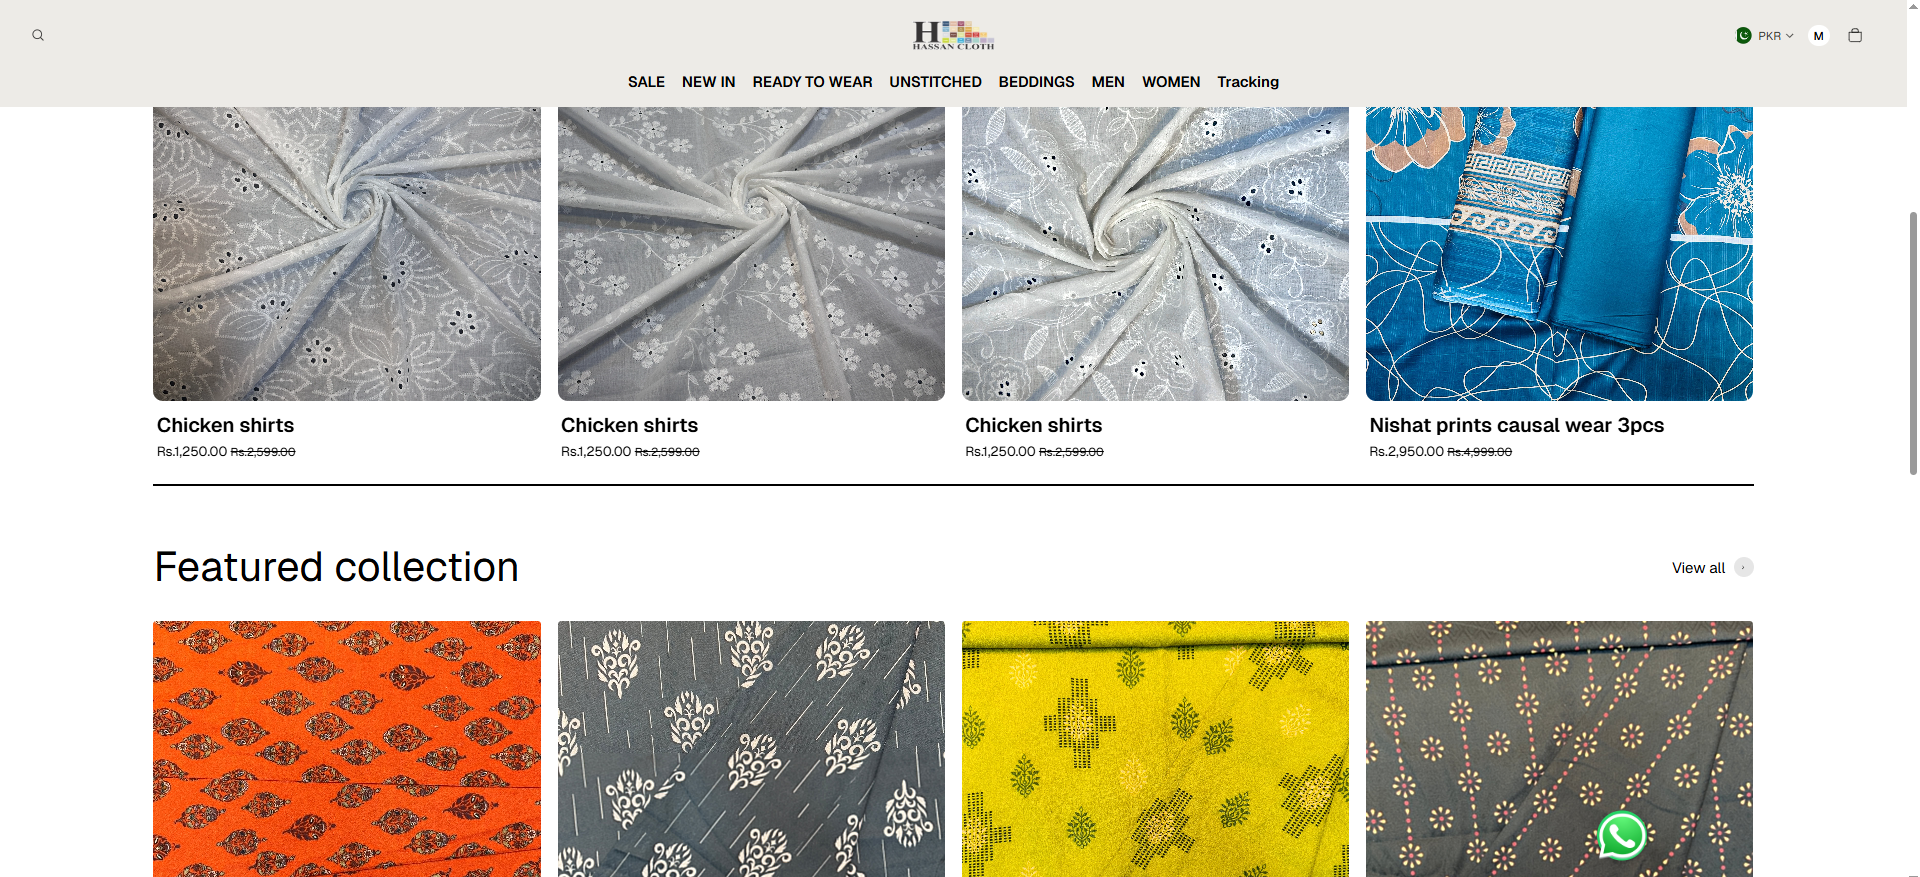 H
HASSAN CLOTH
PKR
M
SALE NEW IN READY TO WEAR UNSTITCHED BEDDINGS MEN WOMEN Tracking
Chicken shirts
Rs.1,250.00 Rs.2,599.00
Chicken shirts
Rs.1,250.00 Rs.2,599.00
Chicken shirts
Rs.1,250.00 Rs.2,599.00
Nishat prints causal wear 3pcs
Rs.2,950.00 Rs.4,999.00
Featured collection
View all